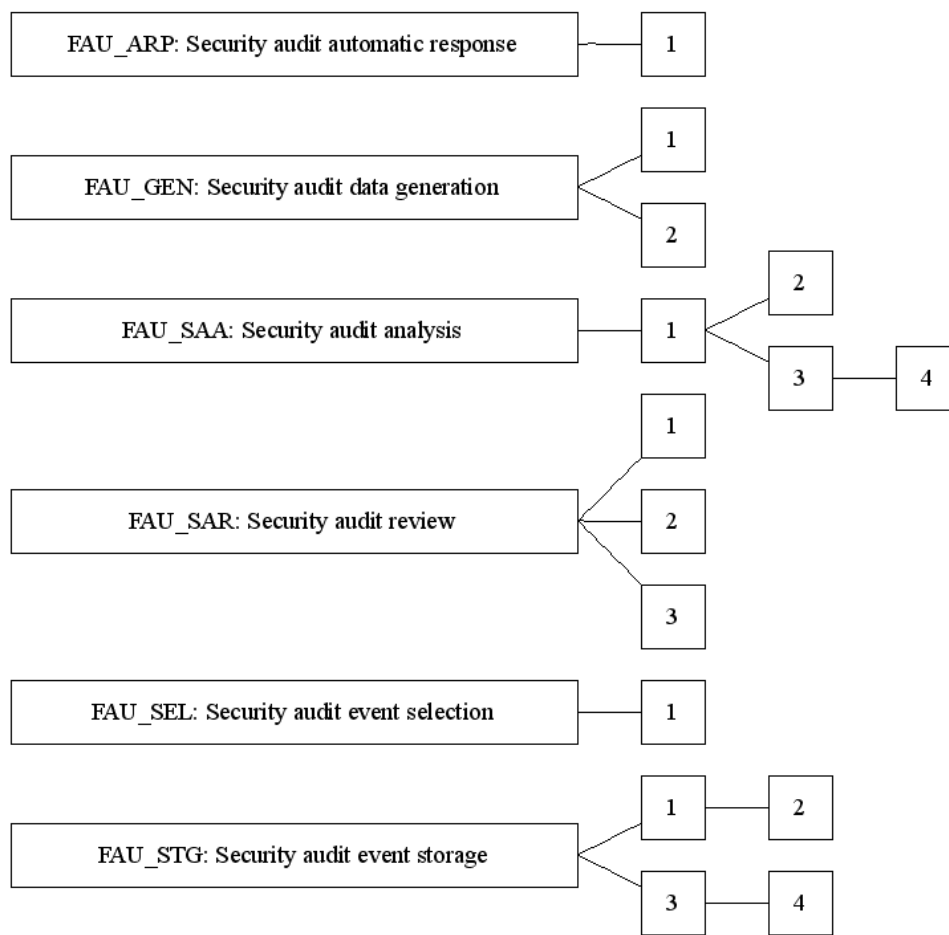 FAU_ARP: Security audit automatic response 1
1
FAU_GEN: Security audit data generation
2
2
FAU_SAA: Security audit analysis 1
3 4
1
FAU_SAR: Security audit review 2
3
FAU_SEL: Security audit event selection 1
1 2
FAU_STG: Security audit event storage
3 4